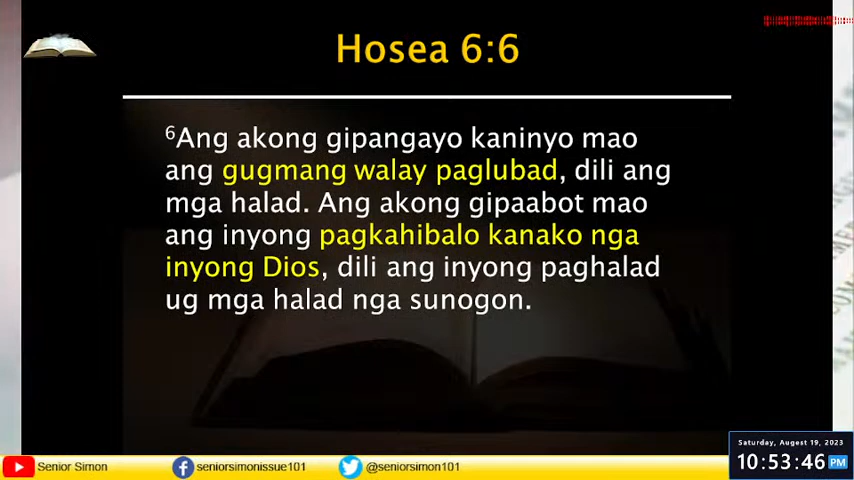 Hosea 6:6
6Ang akong gipangayo kaninyo mao
ang gugmang walay paglubad, dili ang
mga halad. Ang akong gipaabot mao
ang inyong pagkahibalo kanako nga
inyong Dios, dili ang inyong paghalad
ug mga halad nga sunogon.
Senior Simon
seniorsimonissue101
@seniorsimon101
Saturday, Augest 19, 2023
10:53:46 PM